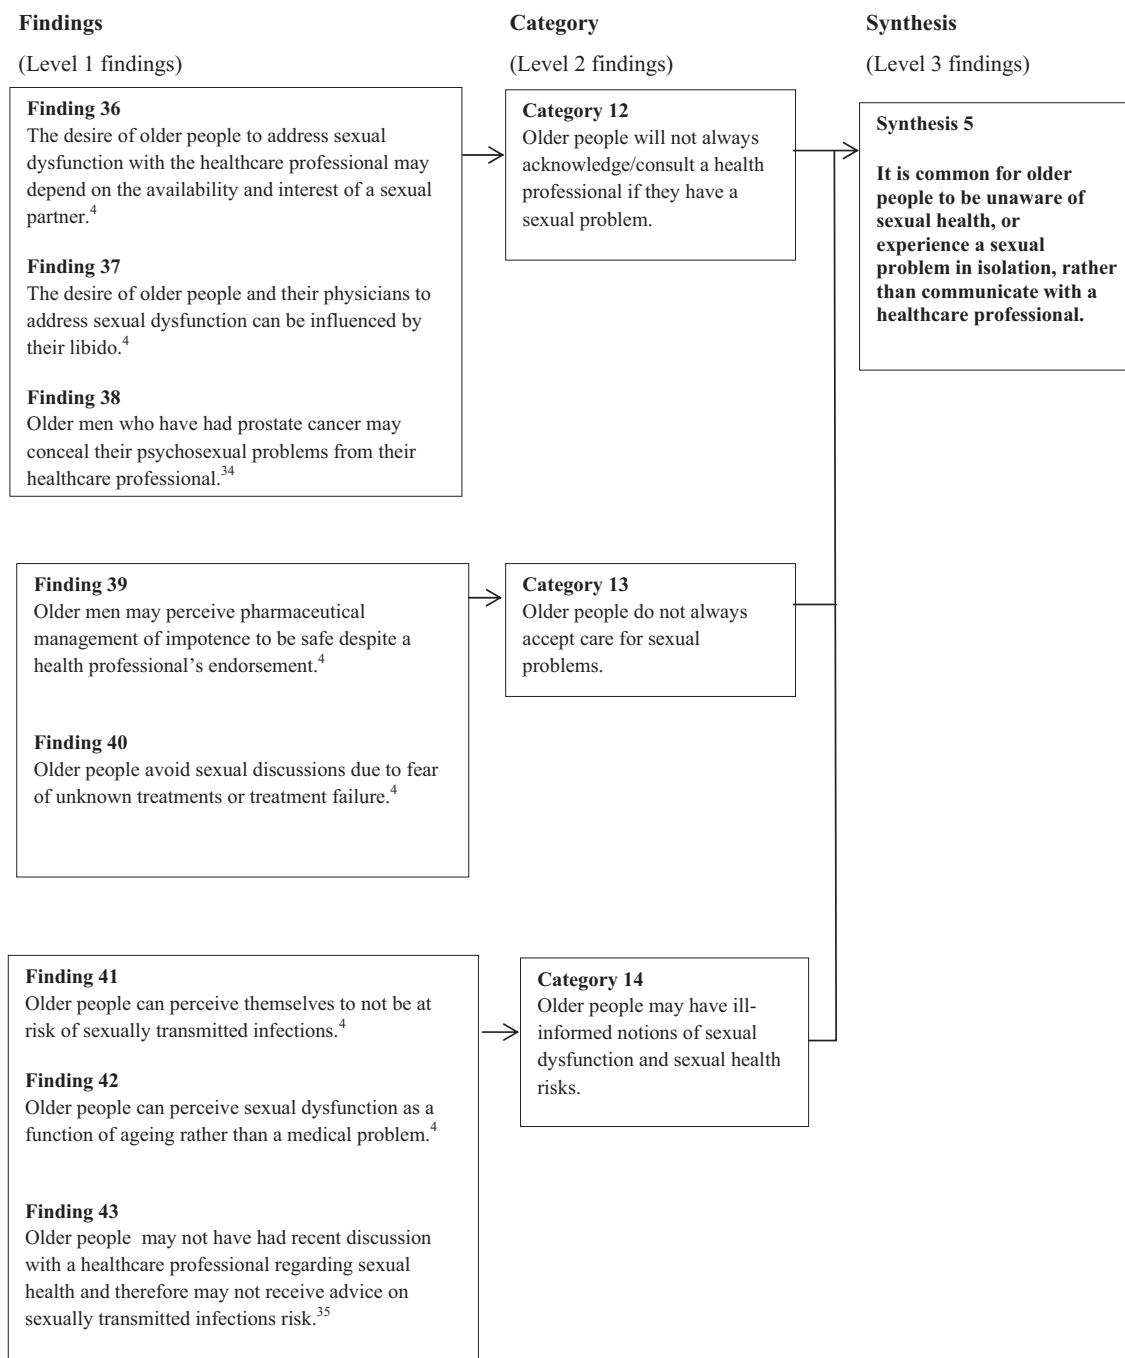 Findings
(Level 1 findings)
Finding 36
The desire of older people to address sexual
dysfunction with the healthcare professional may
depend on the availability and interest of a sexual
partner.4
Finding 37
The desire of older people and their physicians to
address sexual dysfunction can be influenced by
their libido.4
Finding 38
Older men who have had prostate cancer may
conceal their psychosexual problems from their
healthcare professional.34
Finding 39
Older men may perceive pharmaceutical
management of impotence to be safe despite a
health professional’s endorsement.4
Finding 40
Older people avoid sexual discussions due to fear
of unknown treatments or treatment failure.4
Finding 41
Older people can perceive themselves to not be at
risk of sexually transmitted infections.4
Finding 42
Older people can perceive sexual dysfunction as a
function of ageing rather than a medical problem.4
Finding 43
Older people may not have had recent discussion
with a healthcare professional regarding sexual
health and therefore may not receive advice on
sexually transmitted infections risk.35
Category
(Level 2 findings)
Category 12
Older people will not always
acknowledge/consult a health
professional if they have a
sexual problem.
Category 13
Older people do not always
accept care for sexual
problems.
Category 14
Older people may have ill-
informed notions of sexual
dysfunction and sexual health
risks.
Synthesis
(Level 3 findings)
Synthesis 5
It is common for older
people to be unaware of
sexual health, or
experience a sexual
problem in isolation, rather
than communicate with a
healthcare professional.